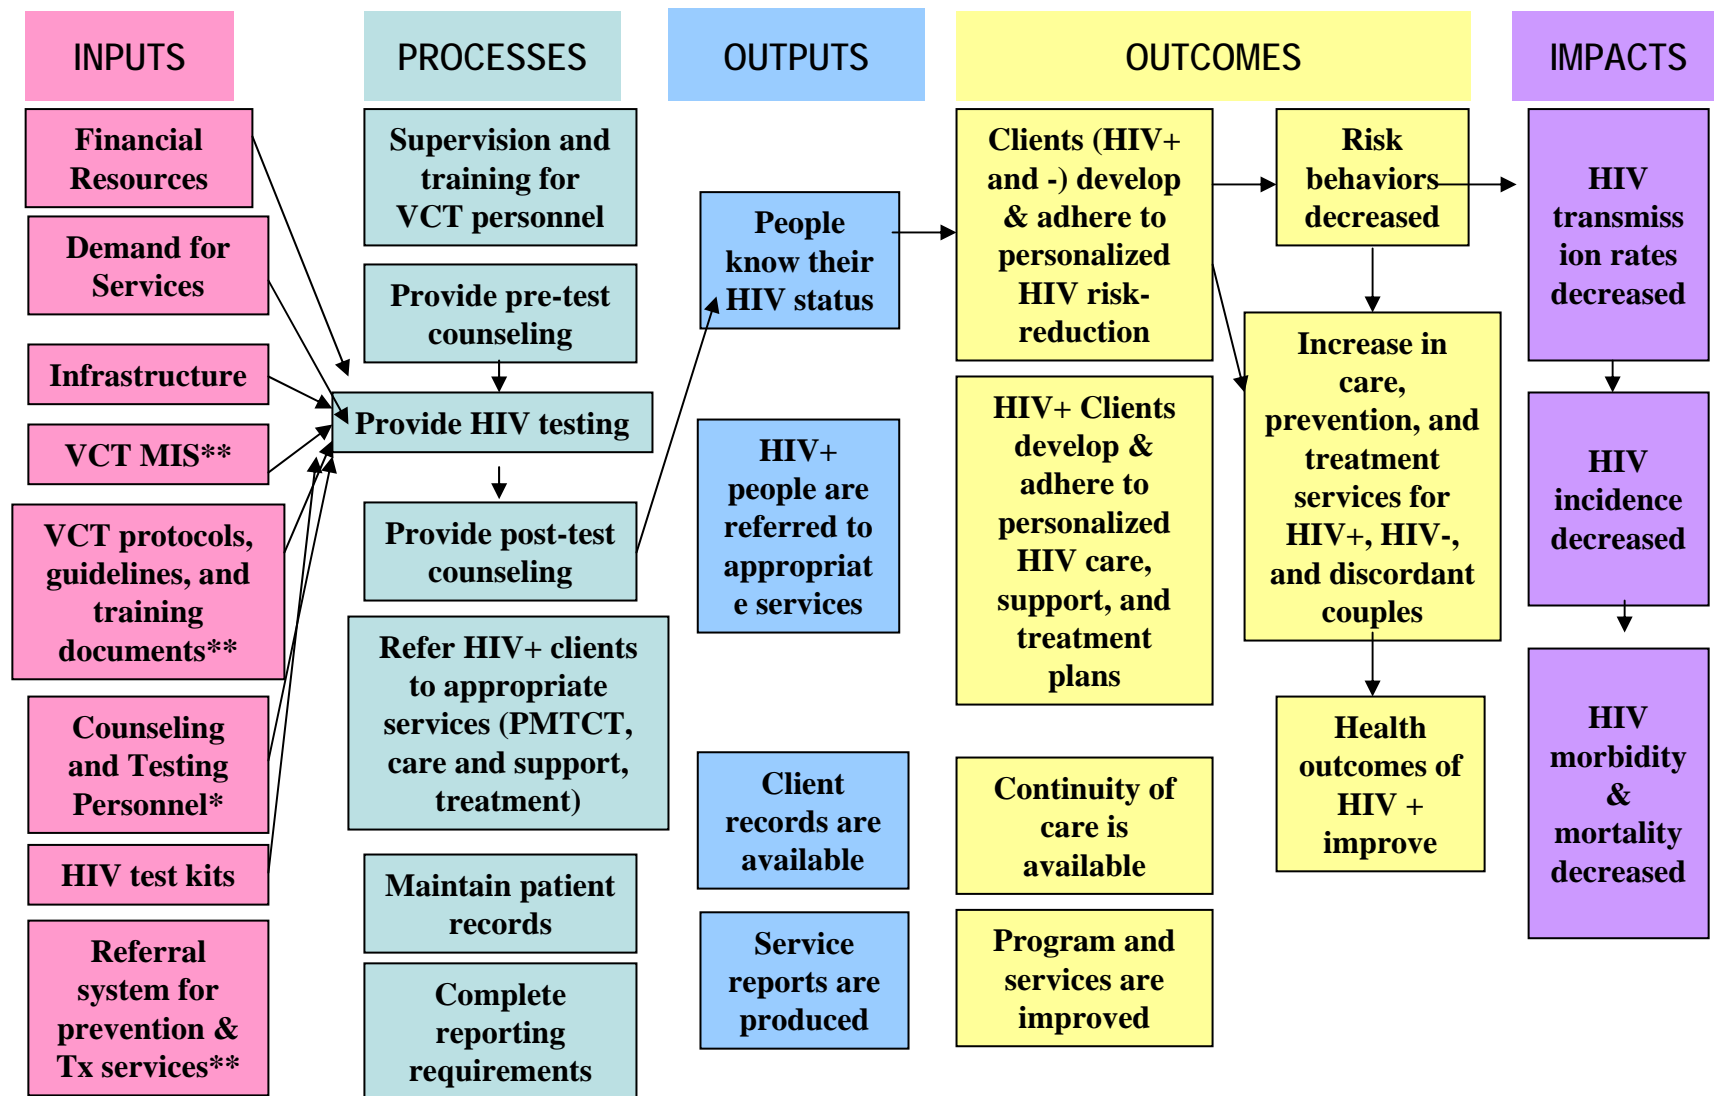 INPUTS
PROCESSES
OUTPUTS
OUTCOMES
IMPACTS
Financial
Resources
Demand for
Services
Infrastructure
VCT MIS**
VCT protocols,
guidelines, and
training
documents**
Counseling
and Testing
Personnel*
HIV test kits
Referral
system for
prevention &
Tx services**
Supervision and
training for
VCT personnel
Provide pre-test
counseling
Provide HIV testing
Provide post-test
counseling
Refer HIV+ clients
to appropriate
services (PMTCT,
care and support,
treatment)
Maintain patient
records
Complete
reporting
requirements
People
know their
HIV status
HIV+
people are
referred to
appropriat
e services
Client
records are
available
Service
reports are
produced
Clients (HIV+
and -) develop
& adhere to
personalized
HIV risk-
reduction
HIV+ Clients
develop &
adhere to
personalized
HIV care,
support, and
treatment
plans
Continuity of
care is
available
Program and
services are
improved
Risk
behaviors
decreased
Increase in
care,
prevention, and
treatment
services for
HIV+, HIV-,
and discordant
couples
Health
outcomes of
HIV +
improve
HIV
transmiss
ion rates
decreased
HIV
incidence
decreased
HIV
morbidity
&
mortality
decreased